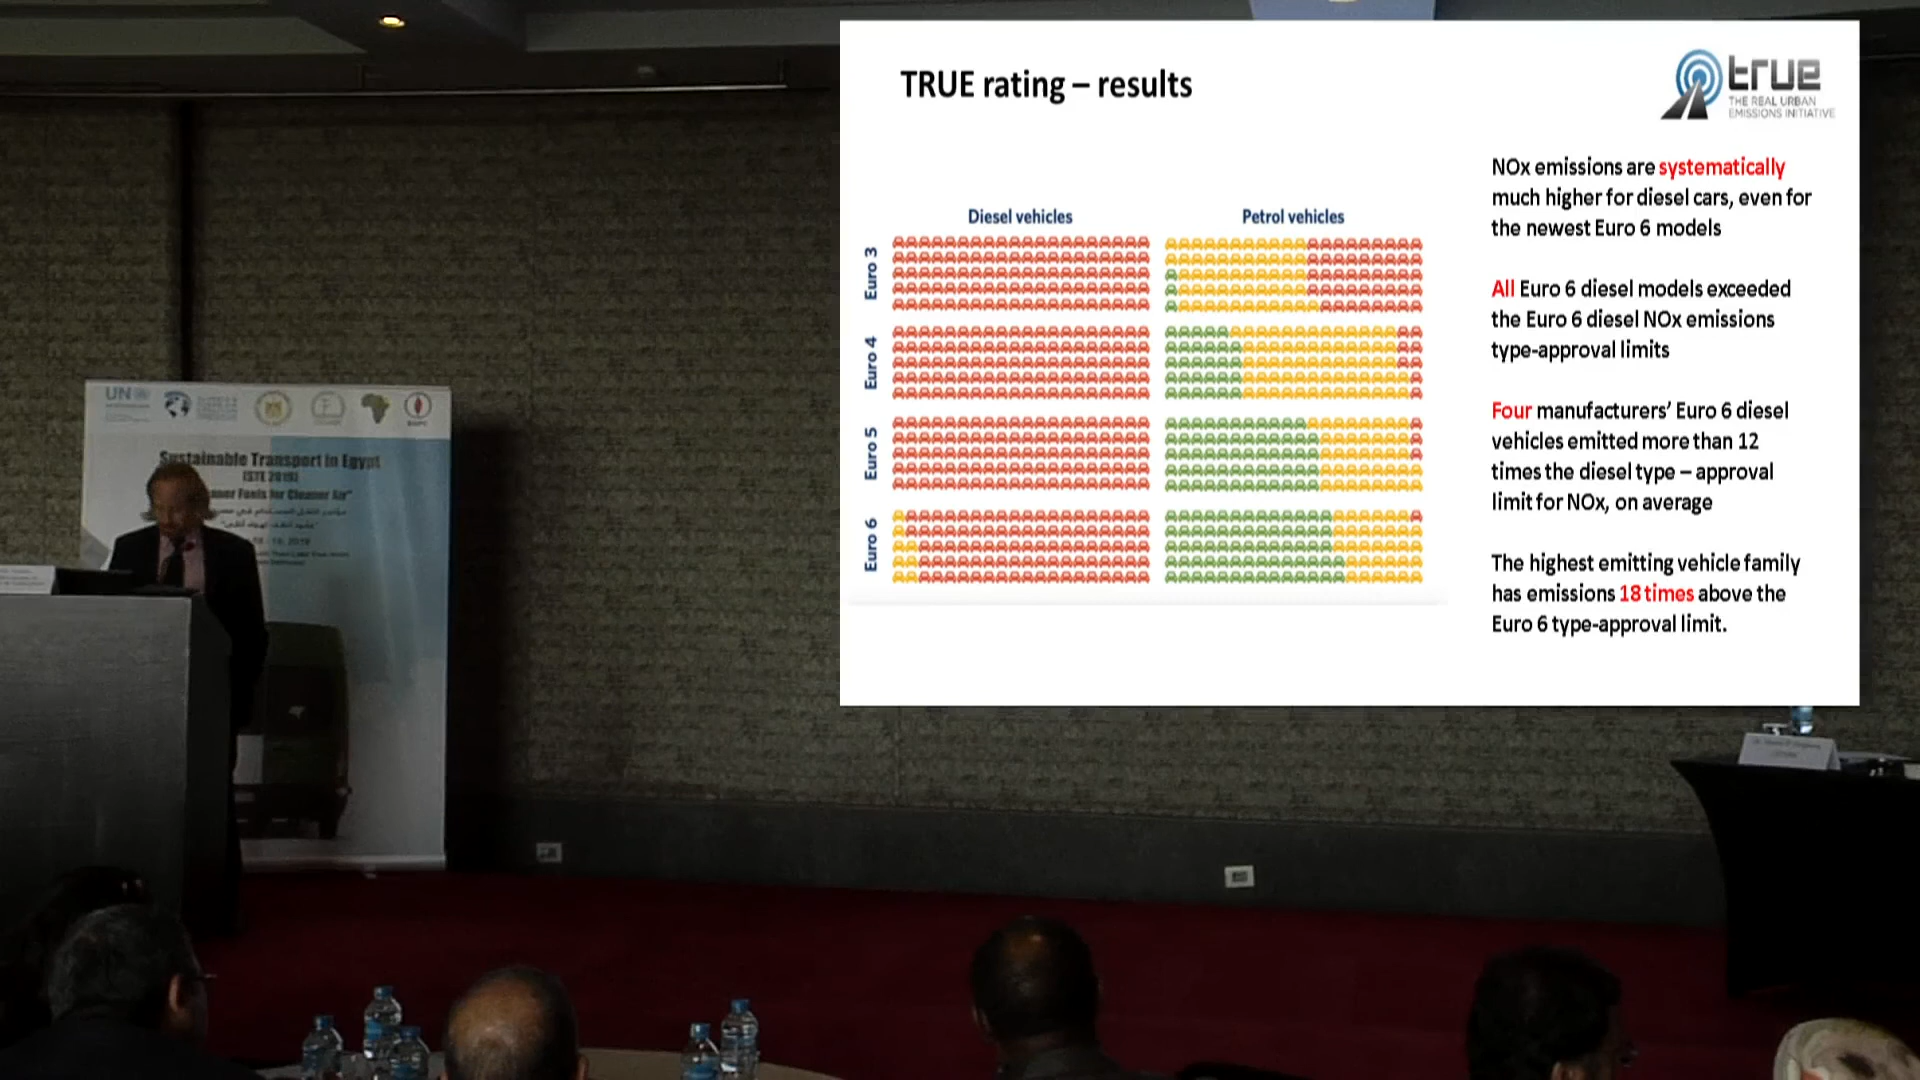 TRUE rating – results
true
THE REAL URBAN
EMISSIONS INITIATIVE
Diesel vehicles
Petrol vehicles
Euro 3
Euro 4
Euro 5
Euro 6
NOx emissions are systematically
much higher for diesel cars, even for
the newest Euro 6 models
All Euro 6 diesel models exceeded
the Euro 6 diesel NOx emissions
type-approval limits
Four manufacturers’ Euro 6 diesel
vehicles emitted more than 12
times the diesel type – approval
limit for NOx, on average
The highest emitting vehicle family
has emissions 18 times above the
Euro 6 type-approval limit.
UN
Sustainable Transport in Egypt
Fuels for Cleaner Air"